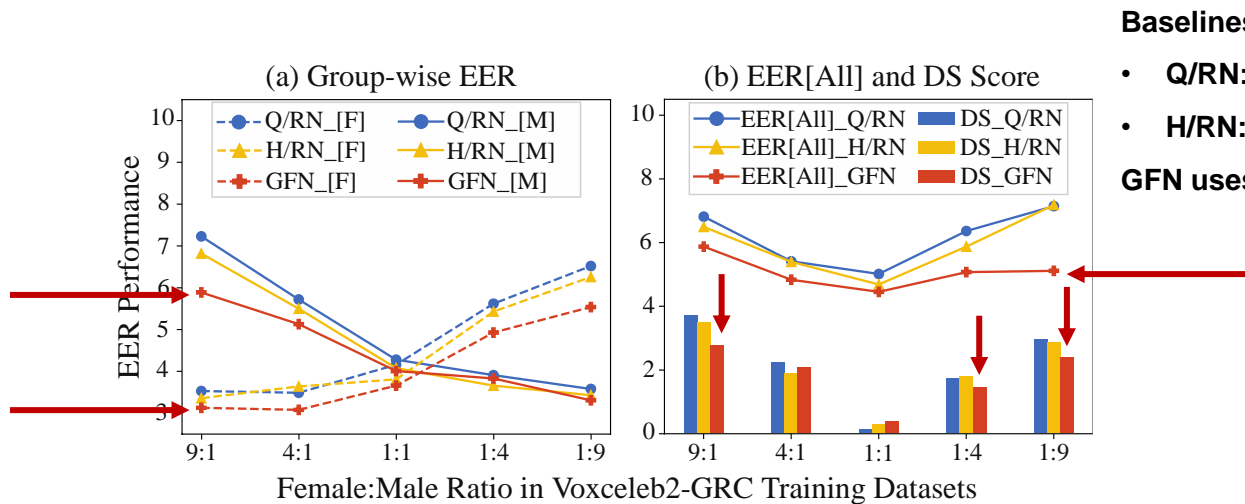 Baselines
• Q/RN:
• H/RN:
GFN uses
(a) Group-wise EER
EER Performance
10
9
8
7
6
5
4
3
Q/RN_[F]
H/RN_[F]
GFN_[F]
Q/RN_[M]
H/RN_[M]
GFN_[M]
9:1 4:1 1:1 1:4 1:9
(b) EER[All] and DS Score
10
8
6
4
2
0
EER[All]_Q/RN
EER[All]_H/RN
EER[All]_GFN
DS_Q/RN
DS_H/RN
DS_GFN
9:1 4:1 1:1 1:4 1:9
Female:Male Ratio in Voxceleb2-GRC Training Datasets